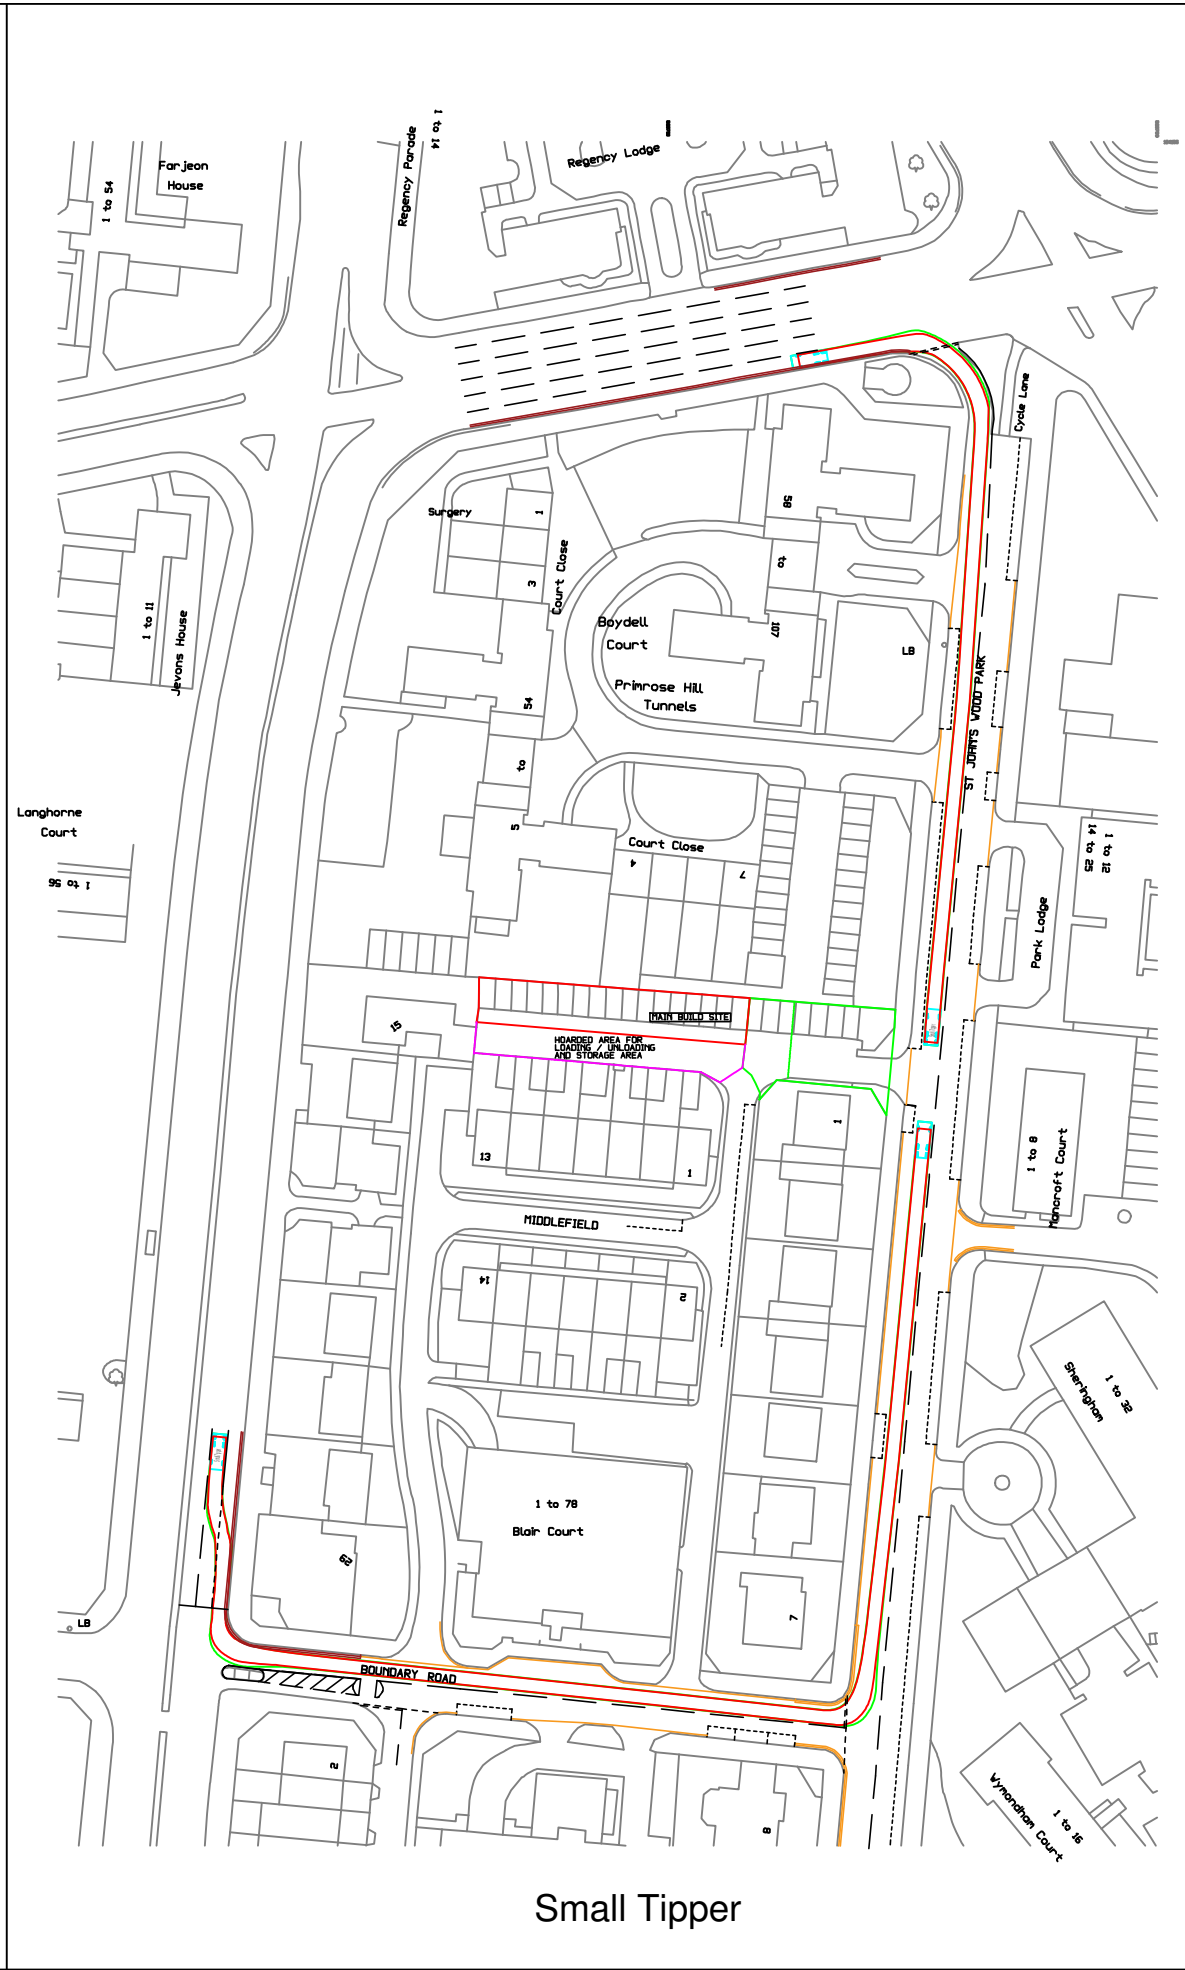 1 to 14
Regency Parade
Regency Lodge
Farjeon
House
1 to 54
Cycle Lane
Surgery
1
3
Court Close
58
to
107
Boydell
Court
Primrose Hill
Tunnels
LB
1 to 11
Jevons House
ST JOHN'S WOOD PARK
54
to
5
Langhorne
Court
1 to 56
Court Close
4
7
1 to 12
14 to 25
Park Lodge
MAIN BUILD SITE
HOARDED AREA FOR
LOADING / UNLOADING
AND STORAGE AREA
15
13
1
1
1 to 8
Mancroft Court
MIDDLEFIELD
14
2
Sheringham
1 to 32
1 to 78
Blair Court
62
7
LB
BOUNDARY ROAD
2
8
Wymondham Court
1 to 16
Small Tipper